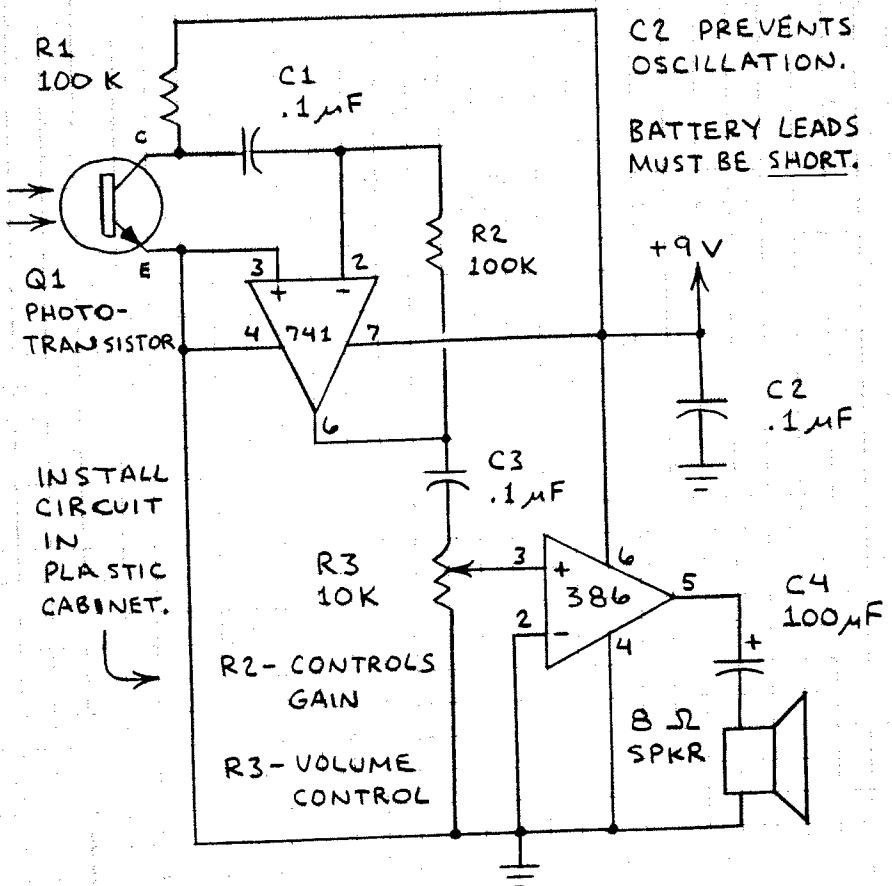 R1
100K
C1
.1µF
C2 PREVENTS
OSCILLATION.
BATTERY LEADS
MUST BE SHORT.
C
E
Q1
PHOTO-
TRANSISTOR
R2
100K
+9V
3
2
+
-
4
741
7
6
C2
.1µF
C3
.1µF
INSTALL
CIRCUIT
IN
PLASTIC
CABINET.
R3
10K
3
+
6
386
5
2
-
4
C4
100µF
+
R2- CONTROLS
GAIN
8 Ω
SPKR
R3- VOLUME
CONTROL